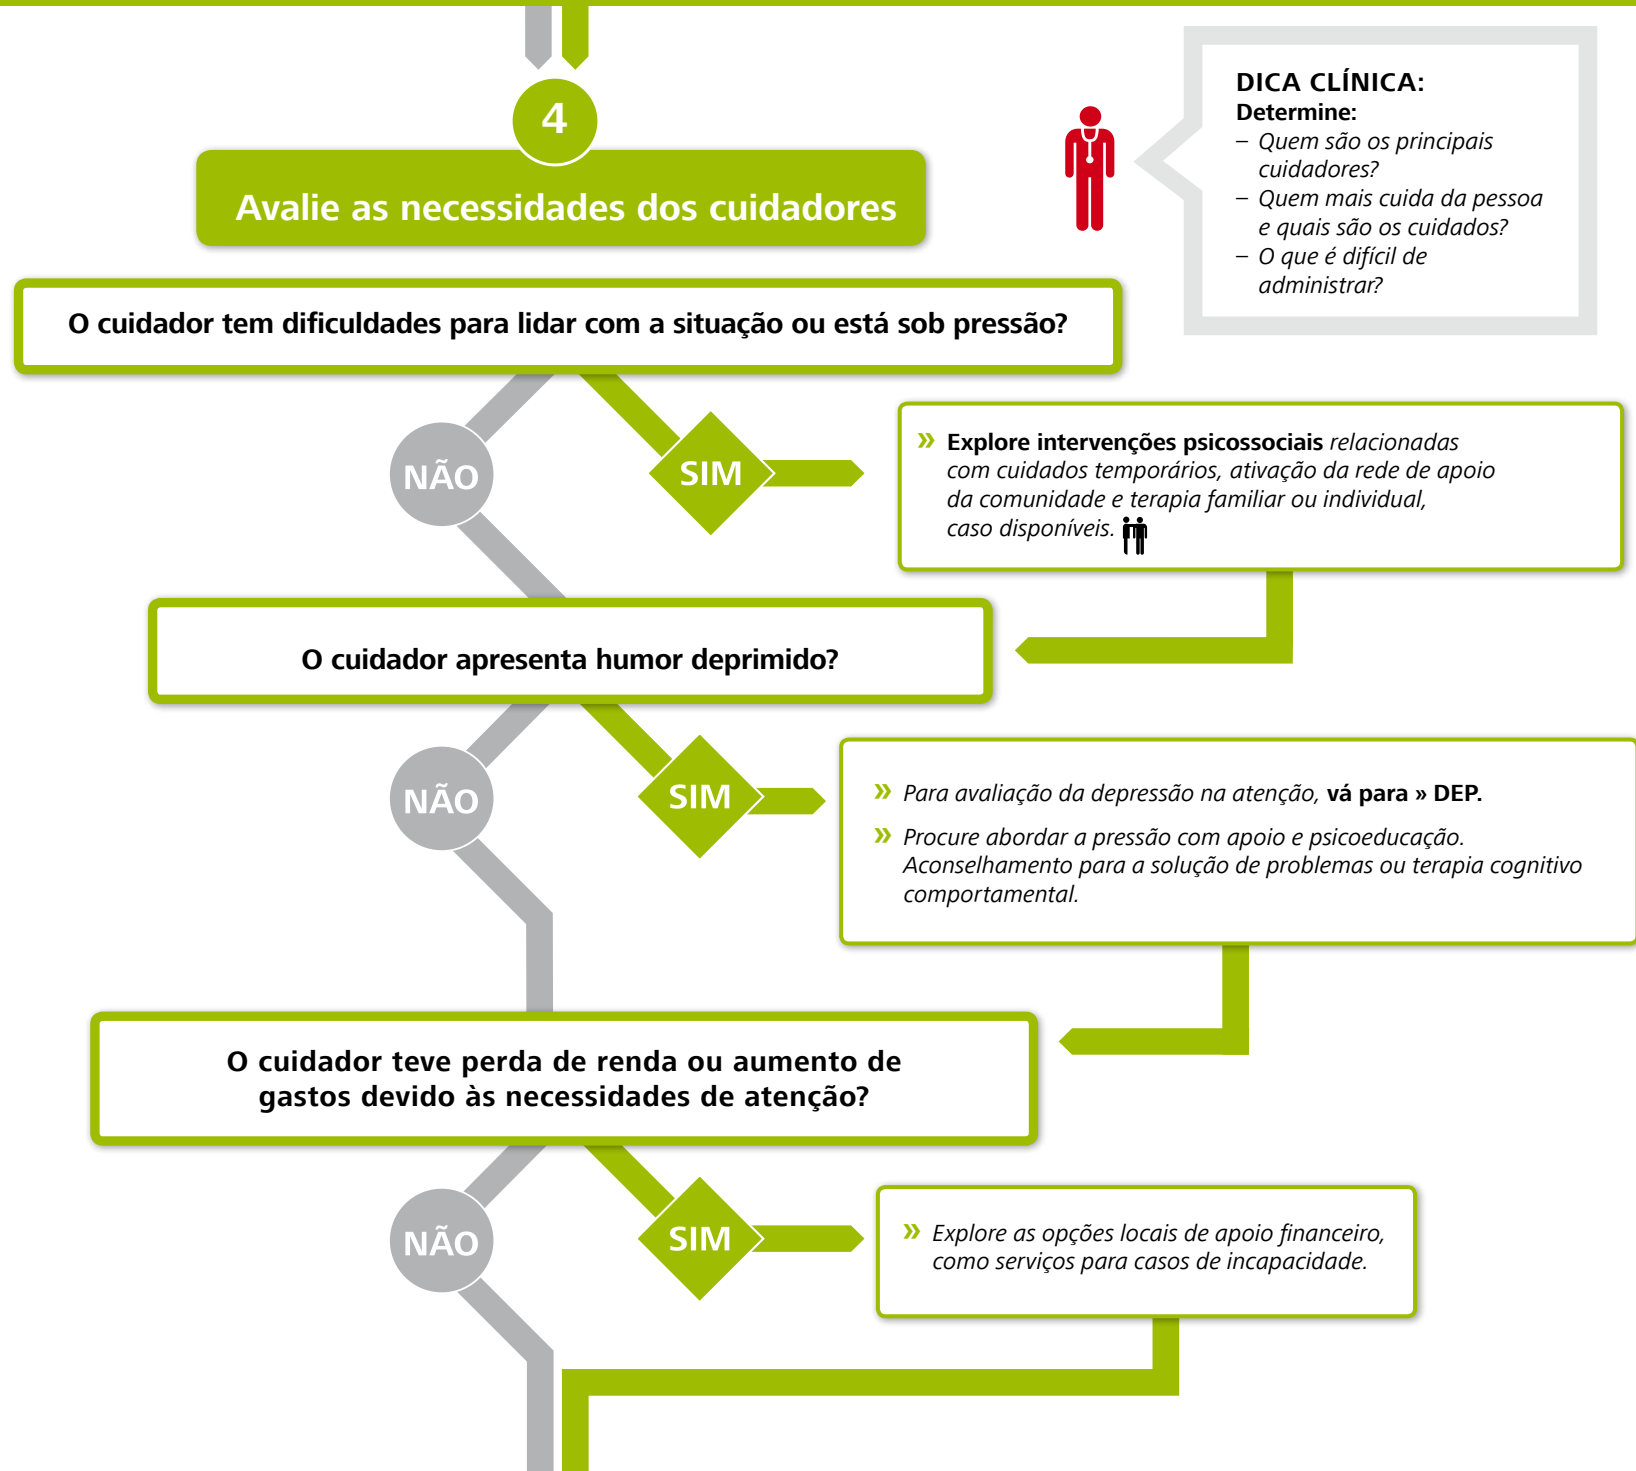 4
Avalie as necessidades dos cuidadores
DICA CLÍNICA:
Determine:
– Quem são os principais
cuidadores?
– Quem mais cuida da pessoa
e quais são os cuidados?
– O que é difícil de
administrar?
O cuidador tem dificuldades para lidar com a situação ou está sob pressão?
NÃO
SIM
» Explore intervenções psicossociais relacionadas
com cuidados temporários, ativação da rede de apoio
da comunidade e terapia familiar ou individual,
caso disponíveis.
O cuidador apresenta humor deprimido?
NÃO
SIM
» Para avaliação da depressão na atenção, vá para » DEP.
» Procure abordar a pressão com apoio e psicoeducação.
Aconselhamento para a solução de problemas ou terapia cognitivo
comportamental.
O cuidador teve perda de renda ou aumento de
gastos devido às necessidades de atenção?
NÃO
SIM
» Explore as opções locais de apoio financeiro,
como serviços para casos de incapacidade.